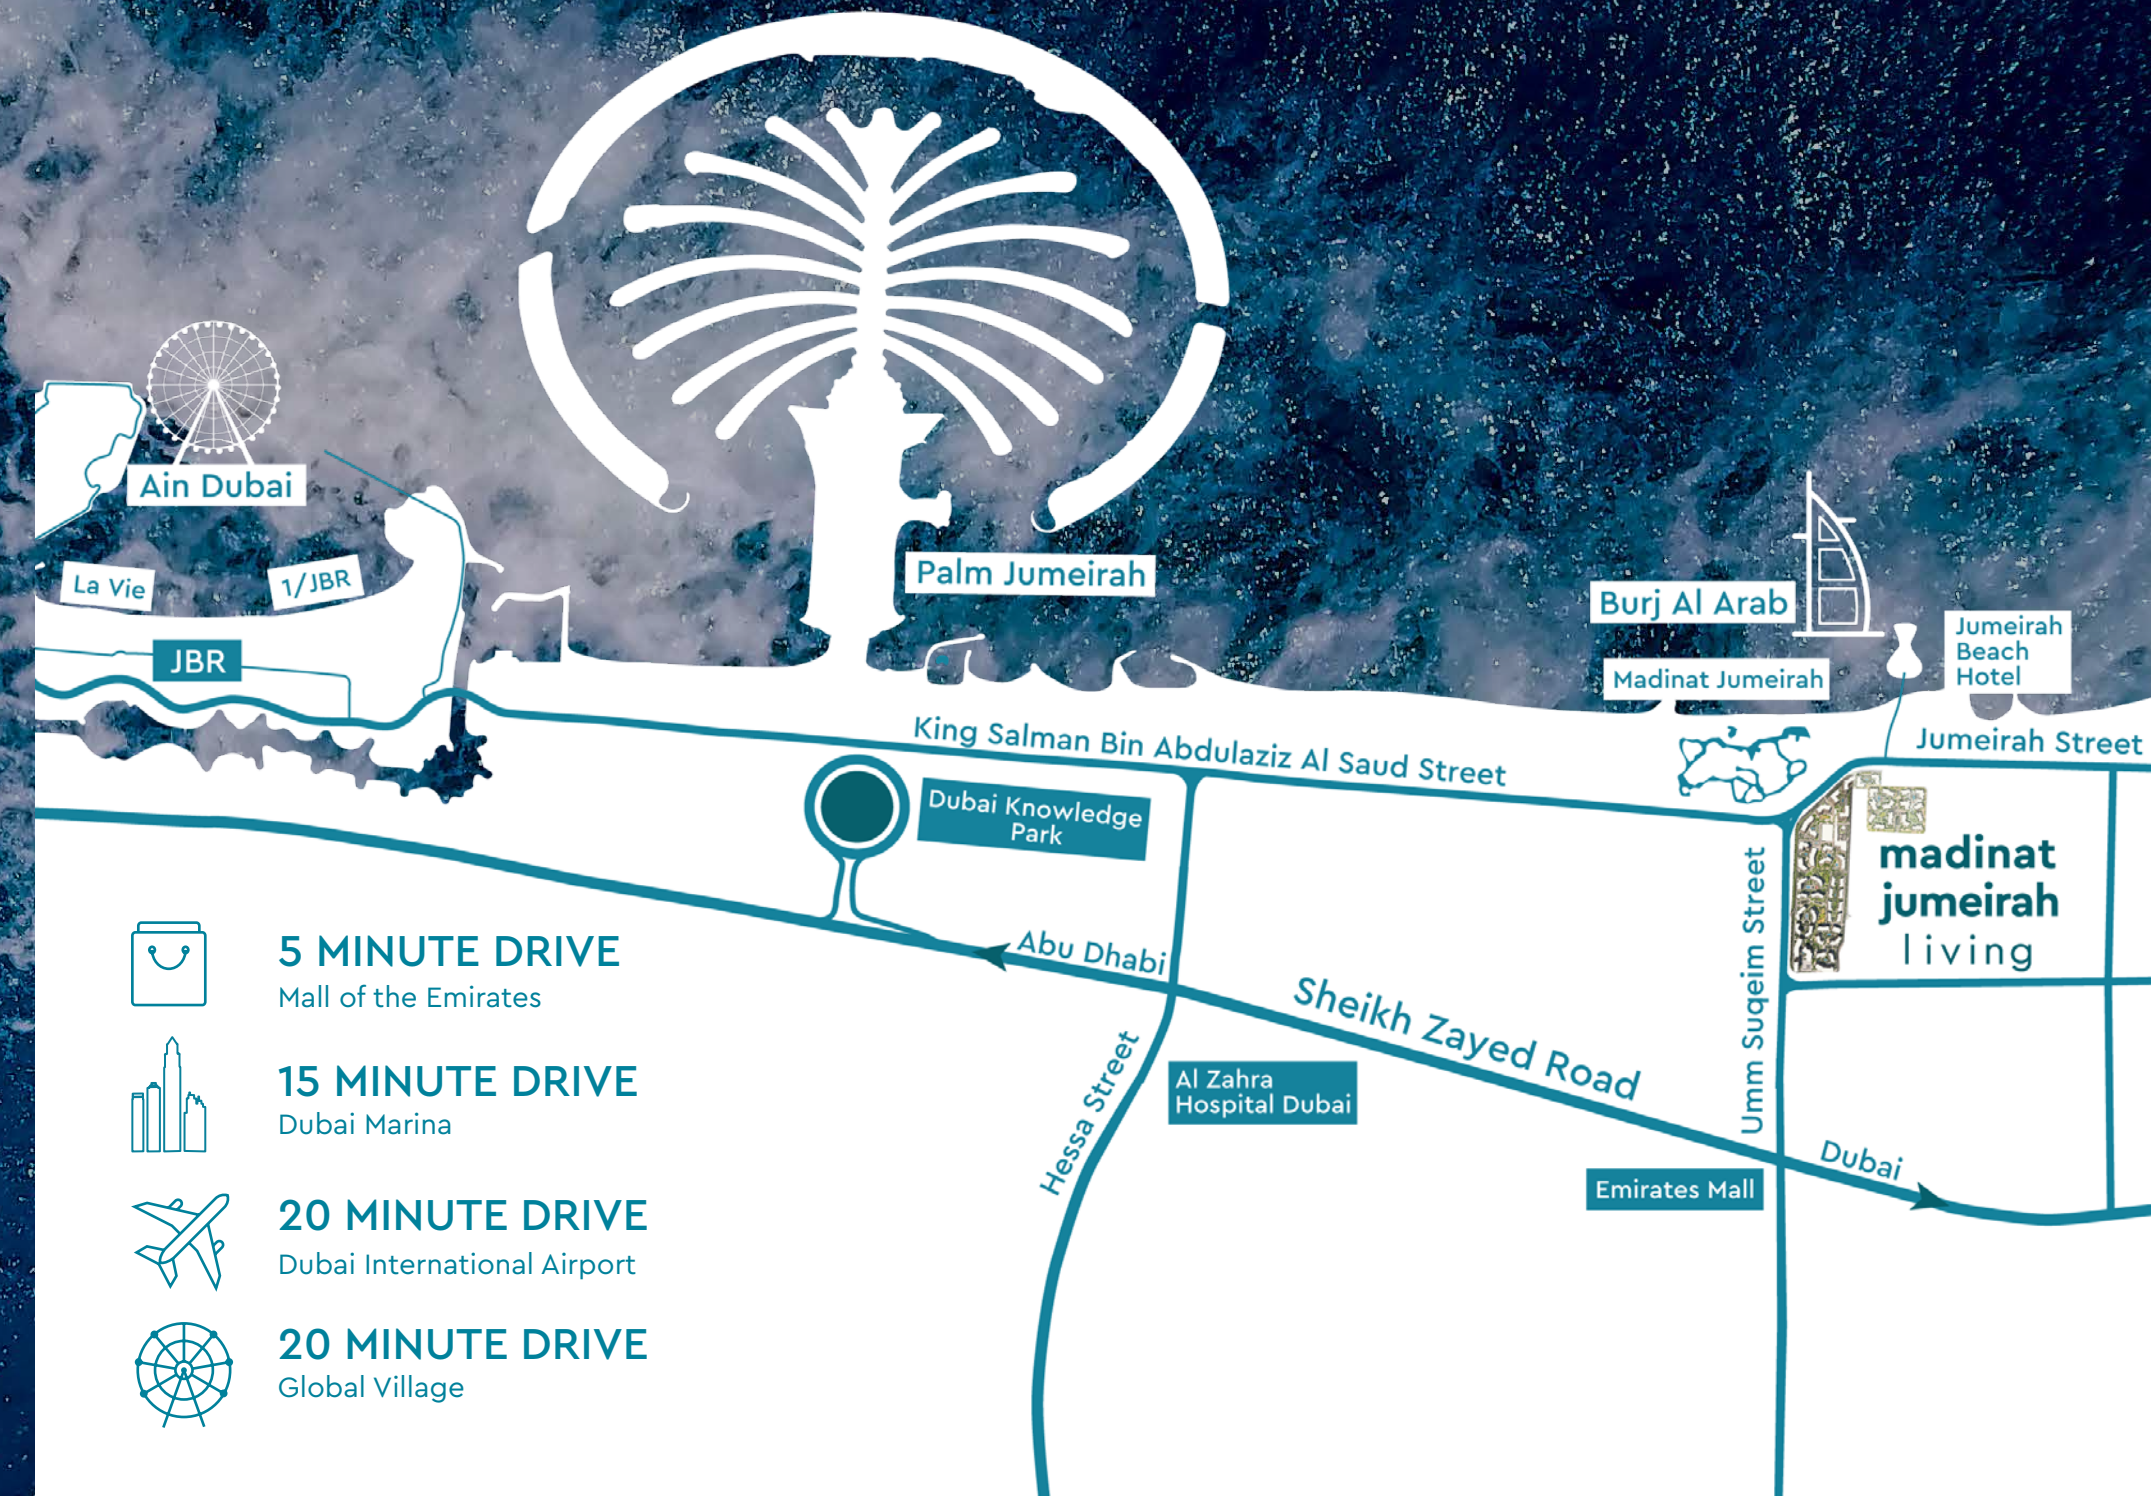 Ain Dubai
La Vie
1/JBR
JBR
Palm Jumeirah
Burj Al Arab
Madinat Jumeirah
Jumeirah
Beach
Hotel
Jumeirah Street
King Salman Bin Abdulaziz Al Saud Street
Dubai Knowledge
Park
madinat
jumeirah
living
Umm Suqeim Street
Abu Dhabi
Sheikh Zayed Road
Hessa Street
Al Zahra
Hospital Dubai
Dubai
Emirates Mall
5 MINUTE DRIVE
Mall of the Emirates
15 MINUTE DRIVE
Dubai Marina
20 MINUTE DRIVE
Dubai International Airport
20 MINUTE DRIVE
Global Village